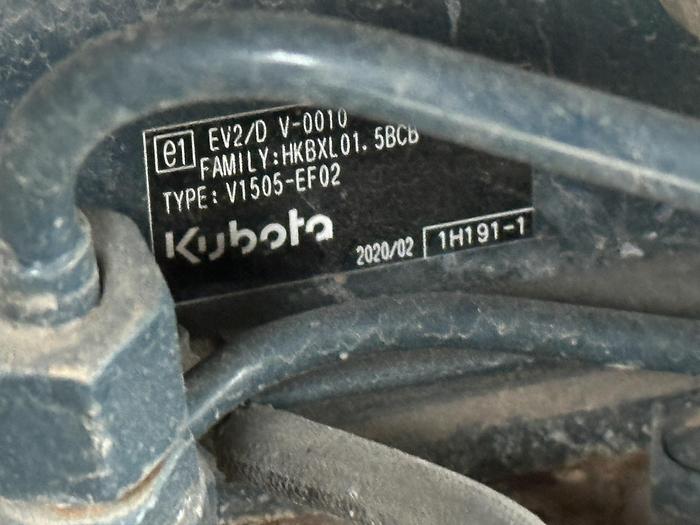 e1 EV2/D V-0010
FAMILY:HKBXL01.5BCB
TYPE: V1505-EF02
Kubota 2020/02 1H191-1